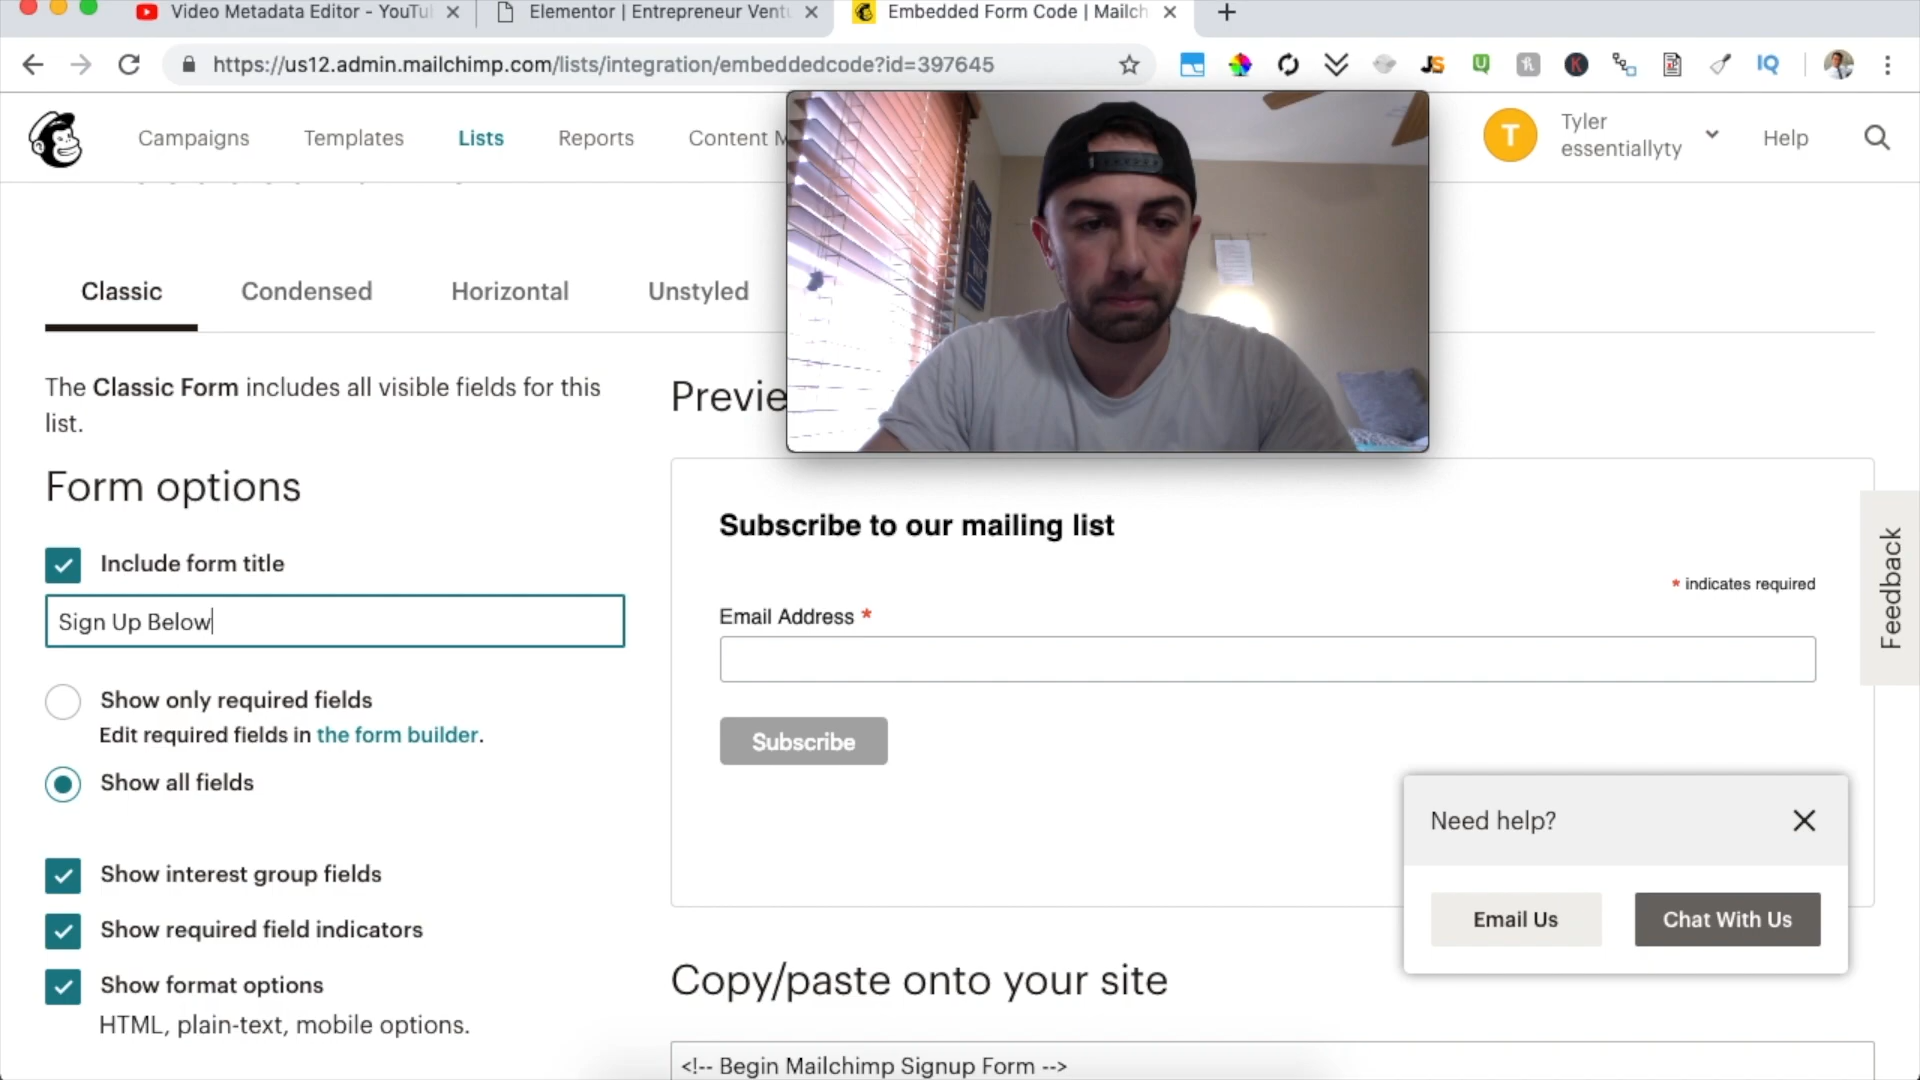 Video Metadata Editor - YouTu
Elementor | Entrepreneur Ventu
Embedded Form Code | Mailch
https://us12.admin.mailchimp.com/lists/integration/embeddedcode?id=397645
JS
U
h
K
IQ
Campaigns
Templates
Lists
Reports
Content M
T
Tyler
essentiallyty
Help
Classic
Condensed
Horizontal
Unstyled
The Classic Form includes all visible fields for this
list.
Form options
Include form title
Sign Up Below
Show only required fields
Edit required fields in the form builder.
Show all fields
Show interest group fields
Show required field indicators
Show format options
HTML, plain-text, mobile options.
Previe
Subscribe to our mailing list
* indicates required
Email Address *
Subscribe
Feedback
Need help?
Email Us
Chat With Us
Copy/paste onto your site
<!-- Begin Mailchimp Signup Form -->